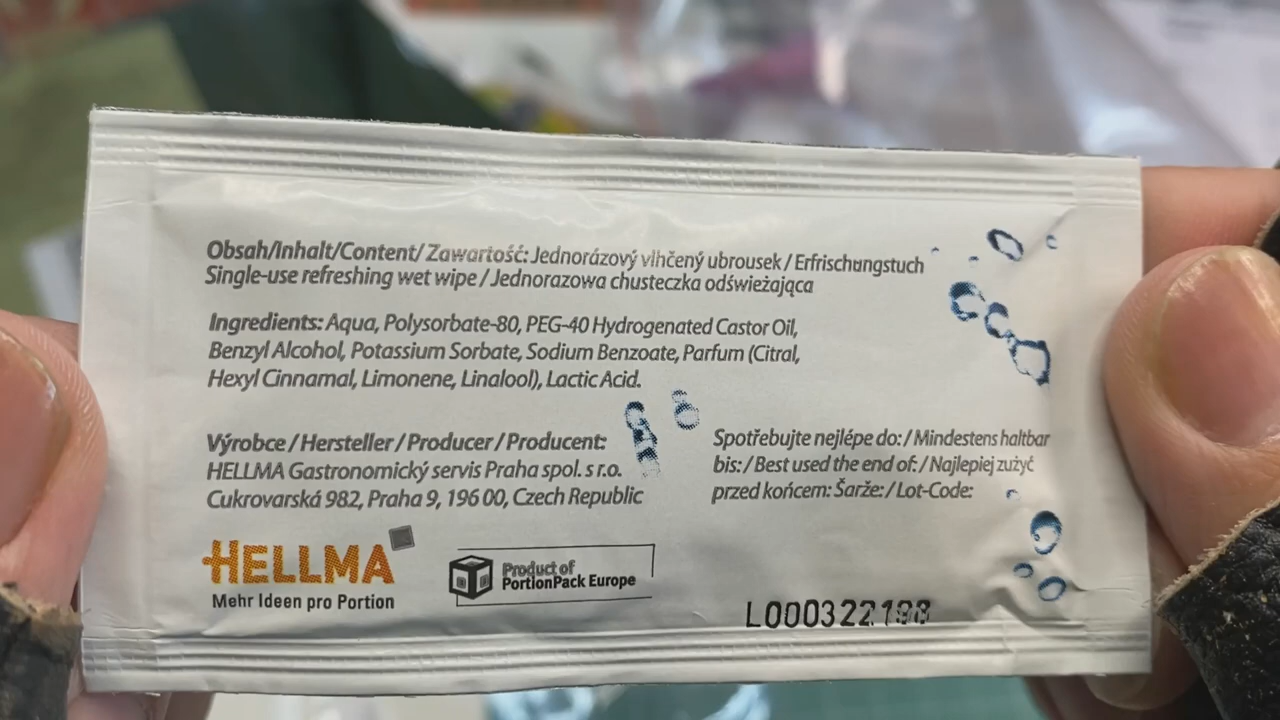 Obsah/Inhalt/Content/ Zawartość: Jednorázový vlhčený ubrousek / Erfrischungstuch
Single-use refreshing wet wipe / Jednorazowa chusteczka odświeżająca
Ingredients: Aqua, Polysorbate-80, PEG-40 Hydrogenated Castor Oil,
Benzyl Alcohol, Potassium Sorbate, Sodium Benzoate, Parfum (Citral,
Hexyl Cinnamal, Limonene, Linalool), Lactic Acid.
Výrobce / Hersteller / Producer / Producent:
HELLMA Gastronomický servis Praha spol. s r.o.
Cukrovarská 982, Praha 9, 196 00, Czech Republic
Spotřebujte nejlépe do: / Mindestens haltbar
bis: / Best used the end of: / Najlepiej zużyć
przed końcem: Šarže: / Lot-Code:
HELLMA
Mehr Ideen pro Portion
Product of
PortionPack Europe